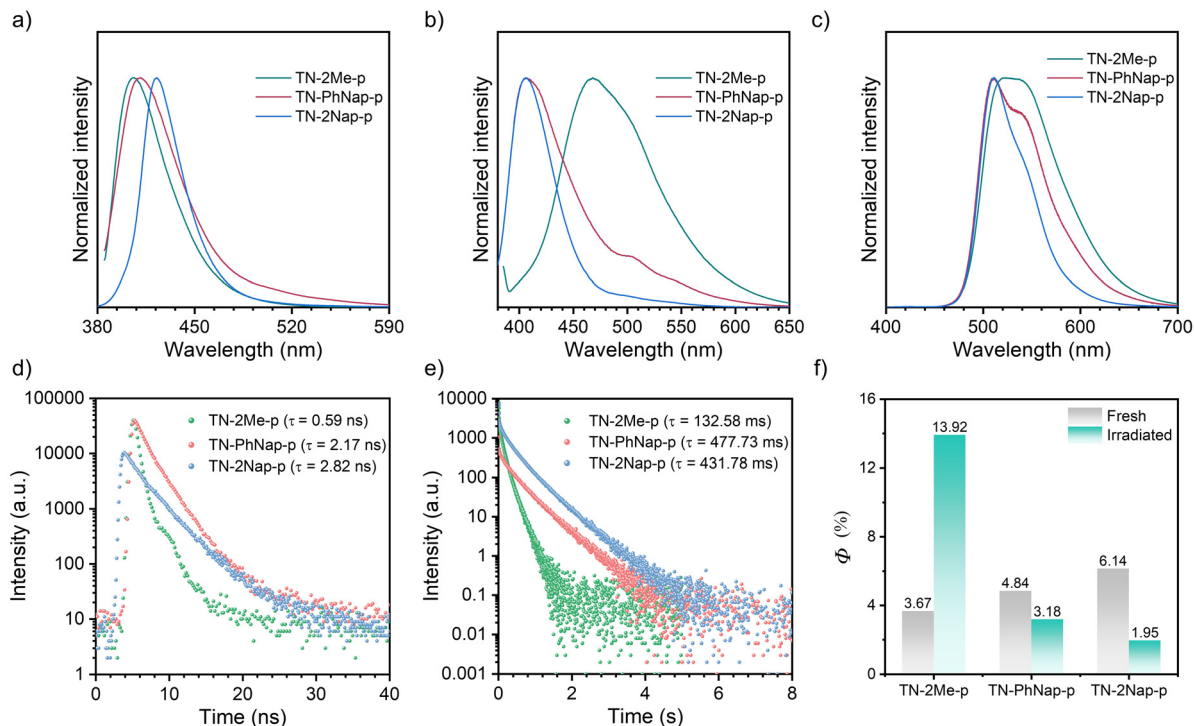 a)
Normalized intensity
TN-2Me-p
TN-PhNap-p
TN-2Nap-p
380 450 520 590
Wavelength (nm)
b)
Normalized intensity
TN-2Me-p
TN-PhNap-p
TN-2Nap-p
400 450 500 550 600 650
Wavelength (nm)
c)
Normalized intensity
TN-2Me-p
TN-PhNap-p
TN-2Nap-p
400 500 600 700
Wavelength (nm)
d)
Intensity (a.u.)
100000
10000
1000
100
10
1
TN-2Me-p (τ = 0.59 ns)
TN-PhNap-p (τ = 2.17 ns)
TN-2Nap-p (τ = 2.82 ns)
0 10 20 30 40
Time (ns)
e)
Intensity (a.u.)
10000
1000
100
10
1
0.1
0.01
0.001
TN-2Me-p (τ = 132.58 ms)
TN-PhNap-p (τ = 477.73 ms)
TN-2Nap-p (τ = 431.78 ms)
0 2 4 6 8
Time (s)
f)
Φ (%)
16
12
8
4
0
Fresh
Irradiated
3.67
13.92
4.84
3.18
6.14
1.95
TN-2Me-p TN-PhNap-p TN-2Nap-p